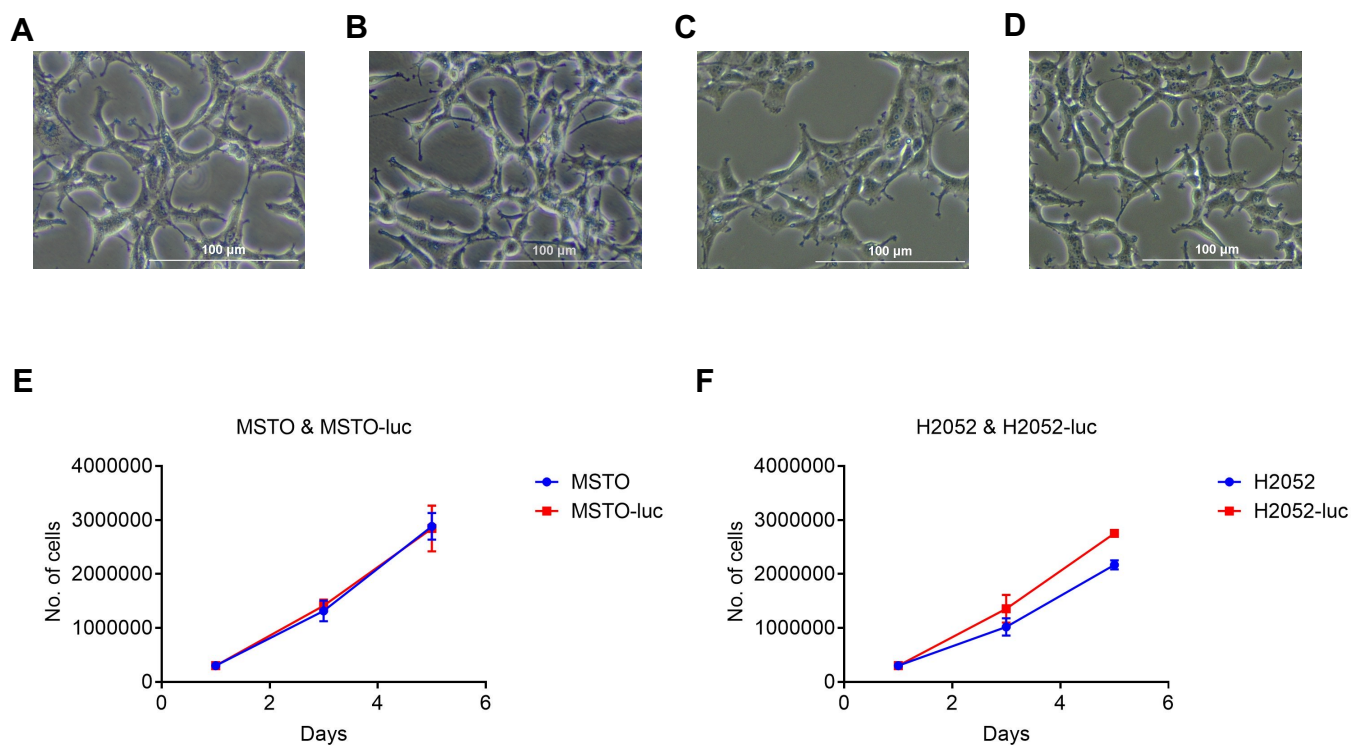 A
B
C
D
100 µm
100 µm
100 µm
100 µm
E
F
MSTO & MSTO-luc
H2052 & H2052-luc
4000000
3000000
2000000
1000000
0
No. of cells
0
2
4
6
Days
MSTO
MSTO-luc
4000000
3000000
2000000
1000000
0
No. of cells
0
2
4
6
Days
H2052
H2052-luc